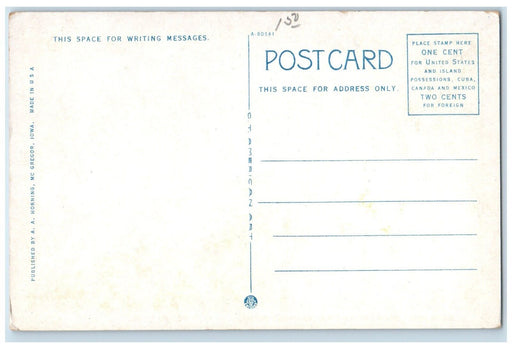 1.50
THIS SPACE FOR WRITING MESSAGES.
PUBLISHED BY A. A. HORNING, MC GREGOR, IOWA. MADE IN U S A
POSTCARD
THIS SPACE FOR ADDRESS ONLY
PLACE STAMP HERE
ONE CENT
FOR UNITED STATES
AND ISLAND
POSSESSIONS, CUBA,
CANADA AND MEXICO
TWO CENTS
FOR FOREIGN